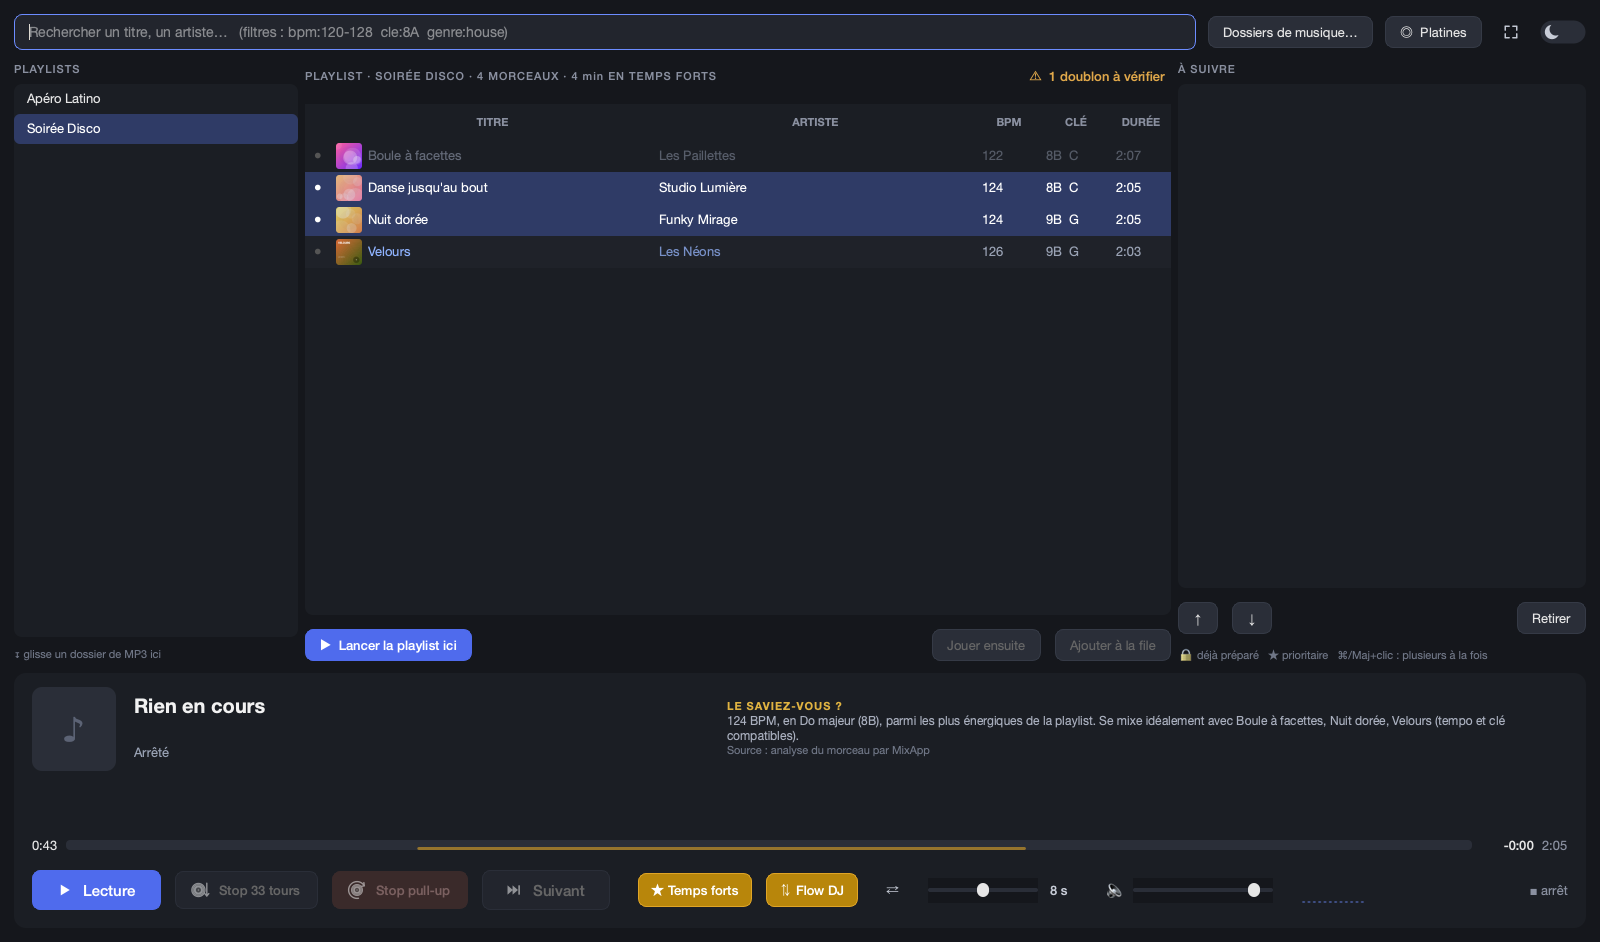 Rechercher un titre, un artiste… (filtres : bpm:120-128 cle:8A genre:house)
Dossiers de musique…
◎ Platines
PLAYLISTS
PLAYLIST · SOIRÉE DISCO · 4 MORCEAUX · 4 min EN TEMPS FORTS
⚠ 1 doublon à vérifier
À SUIVRE
Apéro Latino
Soirée Disco
TITRE ARTISTE BPM CLÉ DURÉE
Boule à facettes Les Paillettes 122 8B C 2:07
Danse jusqu'au bout Studio Lumière 124 8B C 2:05
Nuit dorée Funky Mirage 124 9B G 2:05
Velours Les Néons 126 9B G 2:03
↧ glisse un dossier de MP3 ici
▶ Lancer la playlist ici
Jouer ensuite
Ajouter à la file
↑ ↓ Retirer
🔒 déjà préparé ★ prioritaire ⌘/Maj+clic : plusieurs à la fois
Rien en cours
Arrêté
LE SAVIEZ-VOUS ?
124 BPM, en Do majeur (8B), parmi les plus énergiques de la playlist. Se mixe idéalement avec Boule à facettes, Nuit dorée, Velours (tempo et clé
compatibles).
Source : analyse du morceau par MixApp
0:43 -0:00 2:05
▶ Lecture
Stop 33 tours
Stop pull-up
⏭ Suivant
★ Temps forts
⇅ Flow DJ
⇄ 8 s
■ arrêt